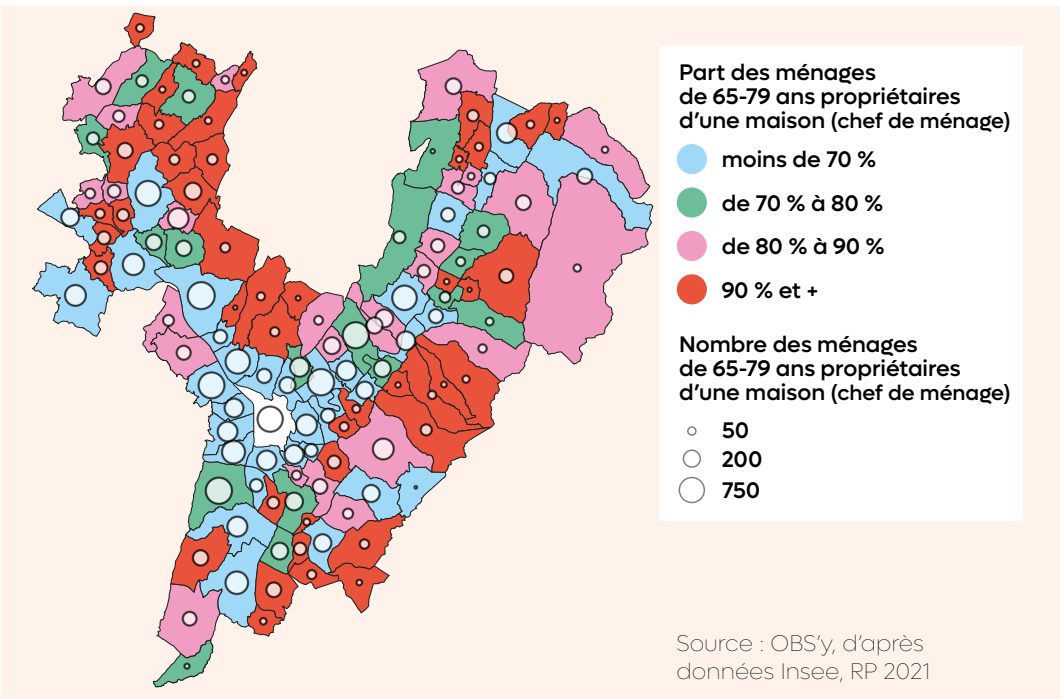 Part des ménages
de 65-79 ans propriétaires
d’une maison (chef de ménage)
moins de 70 %
de 70 % à 80 %
de 80 % à 90 %
90 % et +
Nombre des ménages
de 65-79 ans propriétaires
d’une maison (chef de ménage)
50
200
750
Source : OBS’y, d’après
données Insee, RP 2021